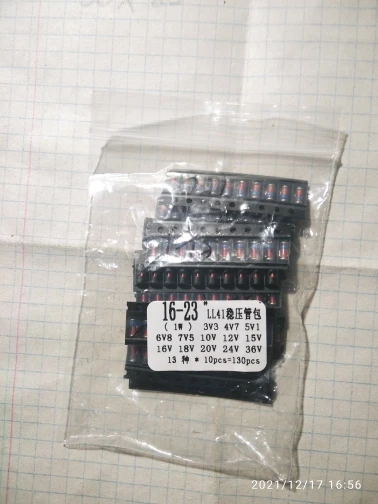 16-23" LL41稳压管包
( 1W ) 3V3 4V7 5V1
6V8 7V5 10V 12V 15V
16V 18V 20V 24V 36V
13 种 * 10pcs=130pcs
2021/12/17 16:56